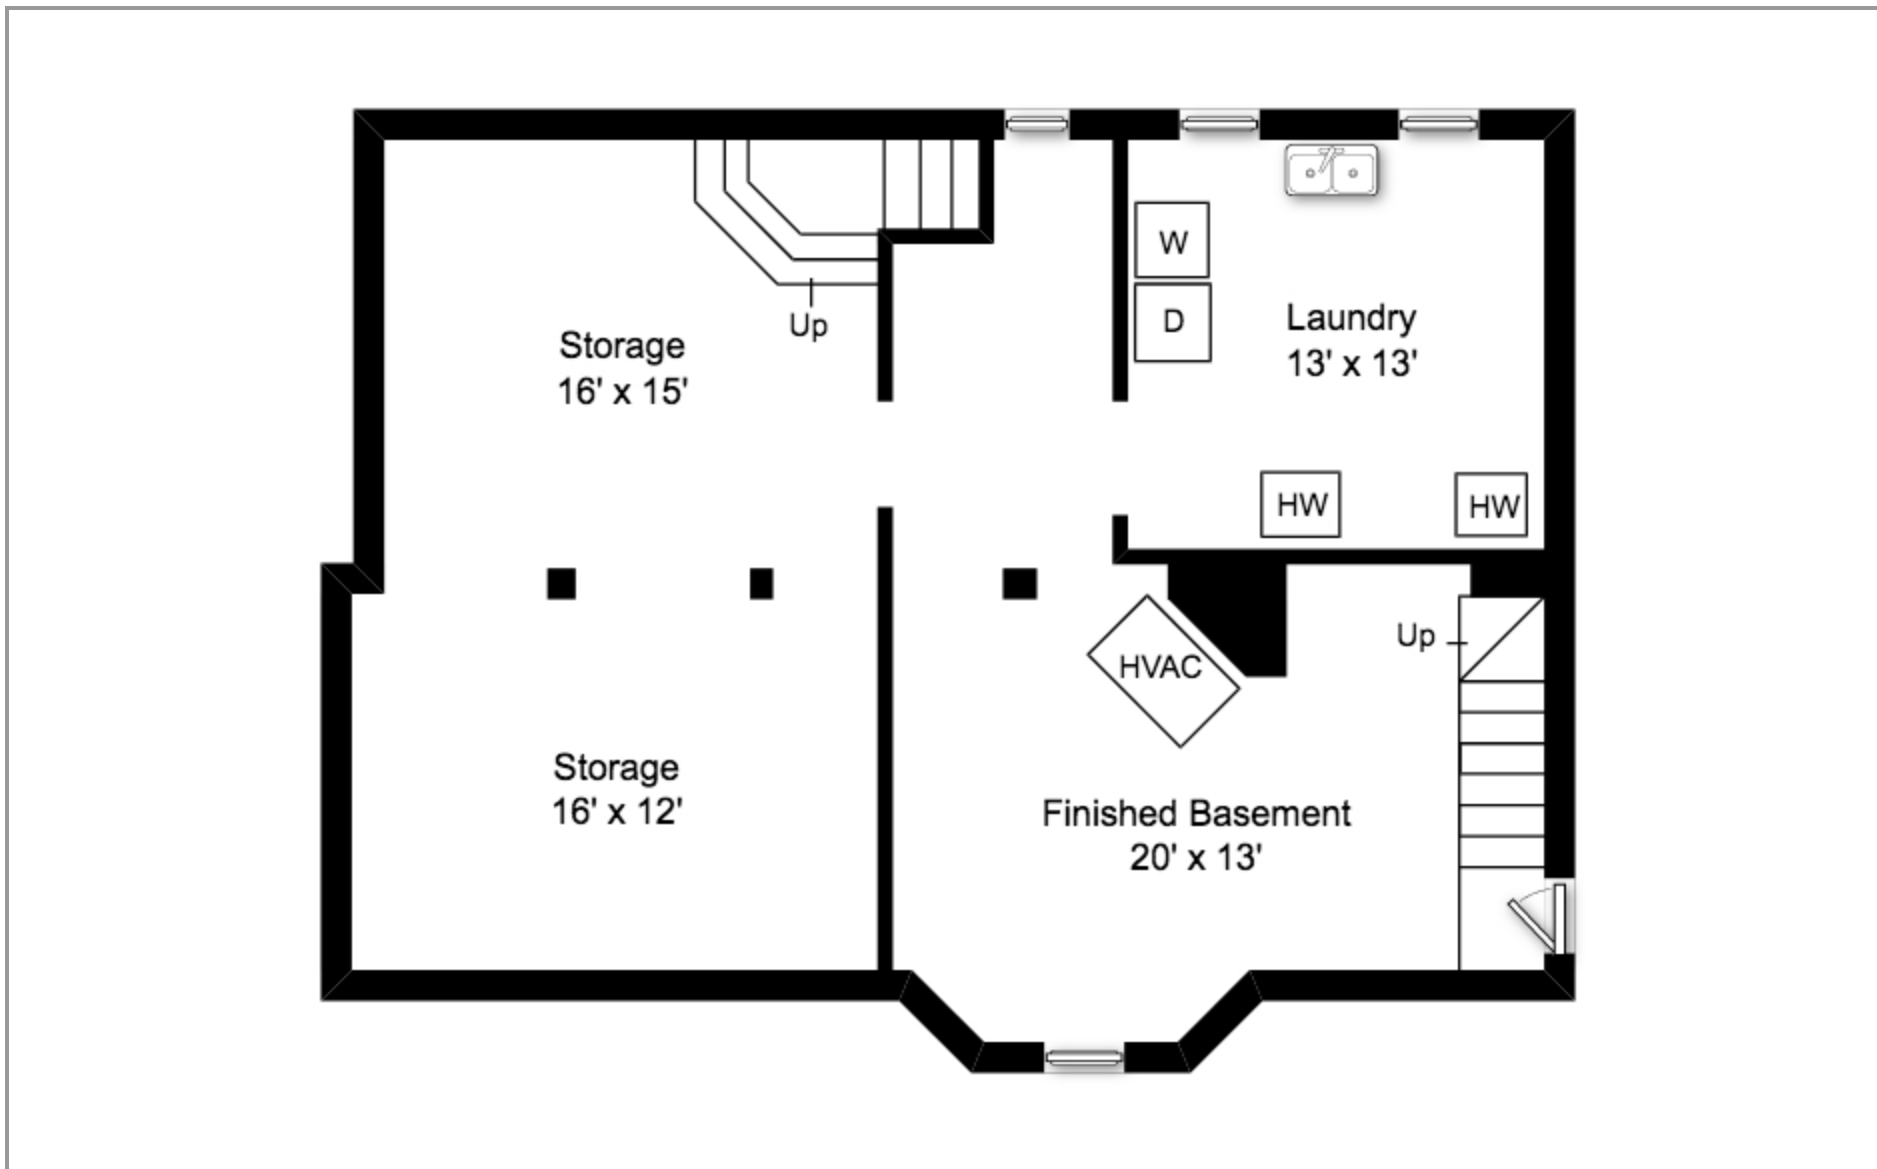 W
D
Laundry
13' x 13'
Up
Storage
16' x 15'
HW
HW
Up
HVAC
Storage
16' x 12'
Finished Basement
20' x 13'